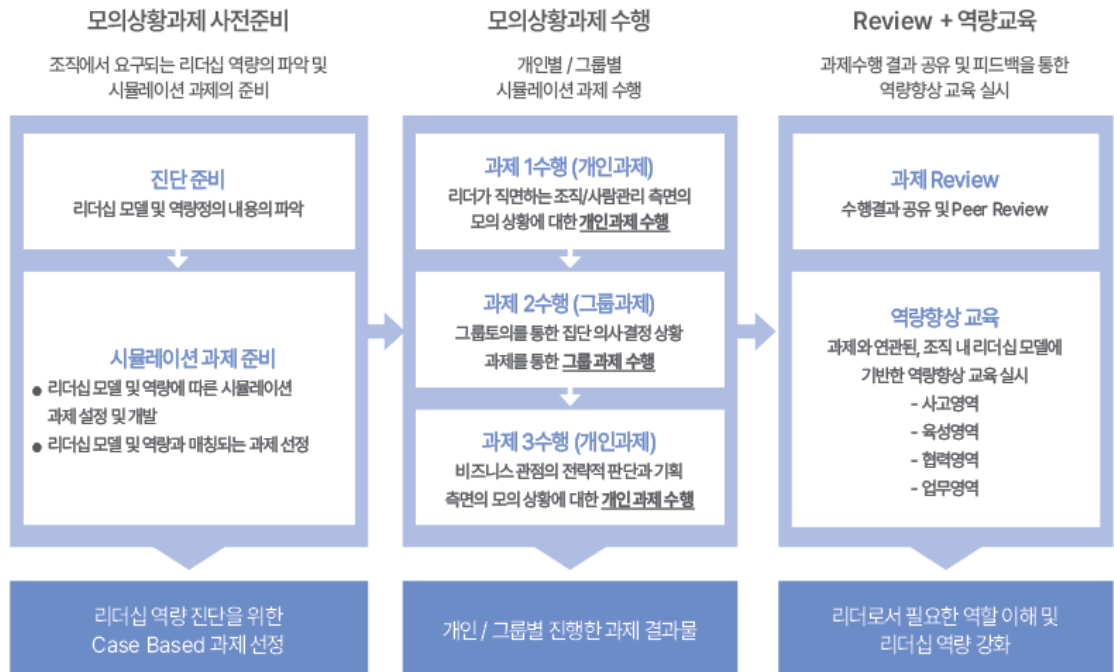 모의상황과제 사전준비
조직에서 요구되는 리더십 역량의 파악 및
시뮬레이션 과제의 준비
진단 준비
리더십 모델 및 역량정의 내용의 파악
시뮬레이션 과제 준비
● 리더십 모델 및 역량에 따른 시뮬레이션
과제 설정 및 개발
● 리더십 모델 및 역량과 매칭되는 과제 선정
리더십 역량 진단을 위한
Case Based 과제 선정
모의상황과제 수행
개인별 / 그룹별
시뮬레이션 과제 수행
과제 1수행 (개인과제)
리더가 직면하는 조직/사람관리 측면의
모의 상황에 대한 개인과제 수행
과제 2수행 (그룹과제)
그룹토의를 통한 집단 의사결정 상황
과제를 통한 그룹 과제 수행
과제 3수행 (개인과제)
비즈니스 관점의 전략적 판단과 기획
측면의 모의 상황에 대한 개인 과제 수행
개인 / 그룹별 진행한 과제 결과물
Review + 역량교육
과제수행 결과 공유 및 피드백을 통한
역량향상 교육 실시
과제 Review
수행결과 공유 및 Peer Review
역량향상 교육
과제와 연관된, 조직 내 리더십 모델에
기반한 역량향상 교육 실시
- 사고영역
- 육성영역
- 협력영역
- 업무영역
리더로서 필요한 역할 이해 및
리더십 역량 강화